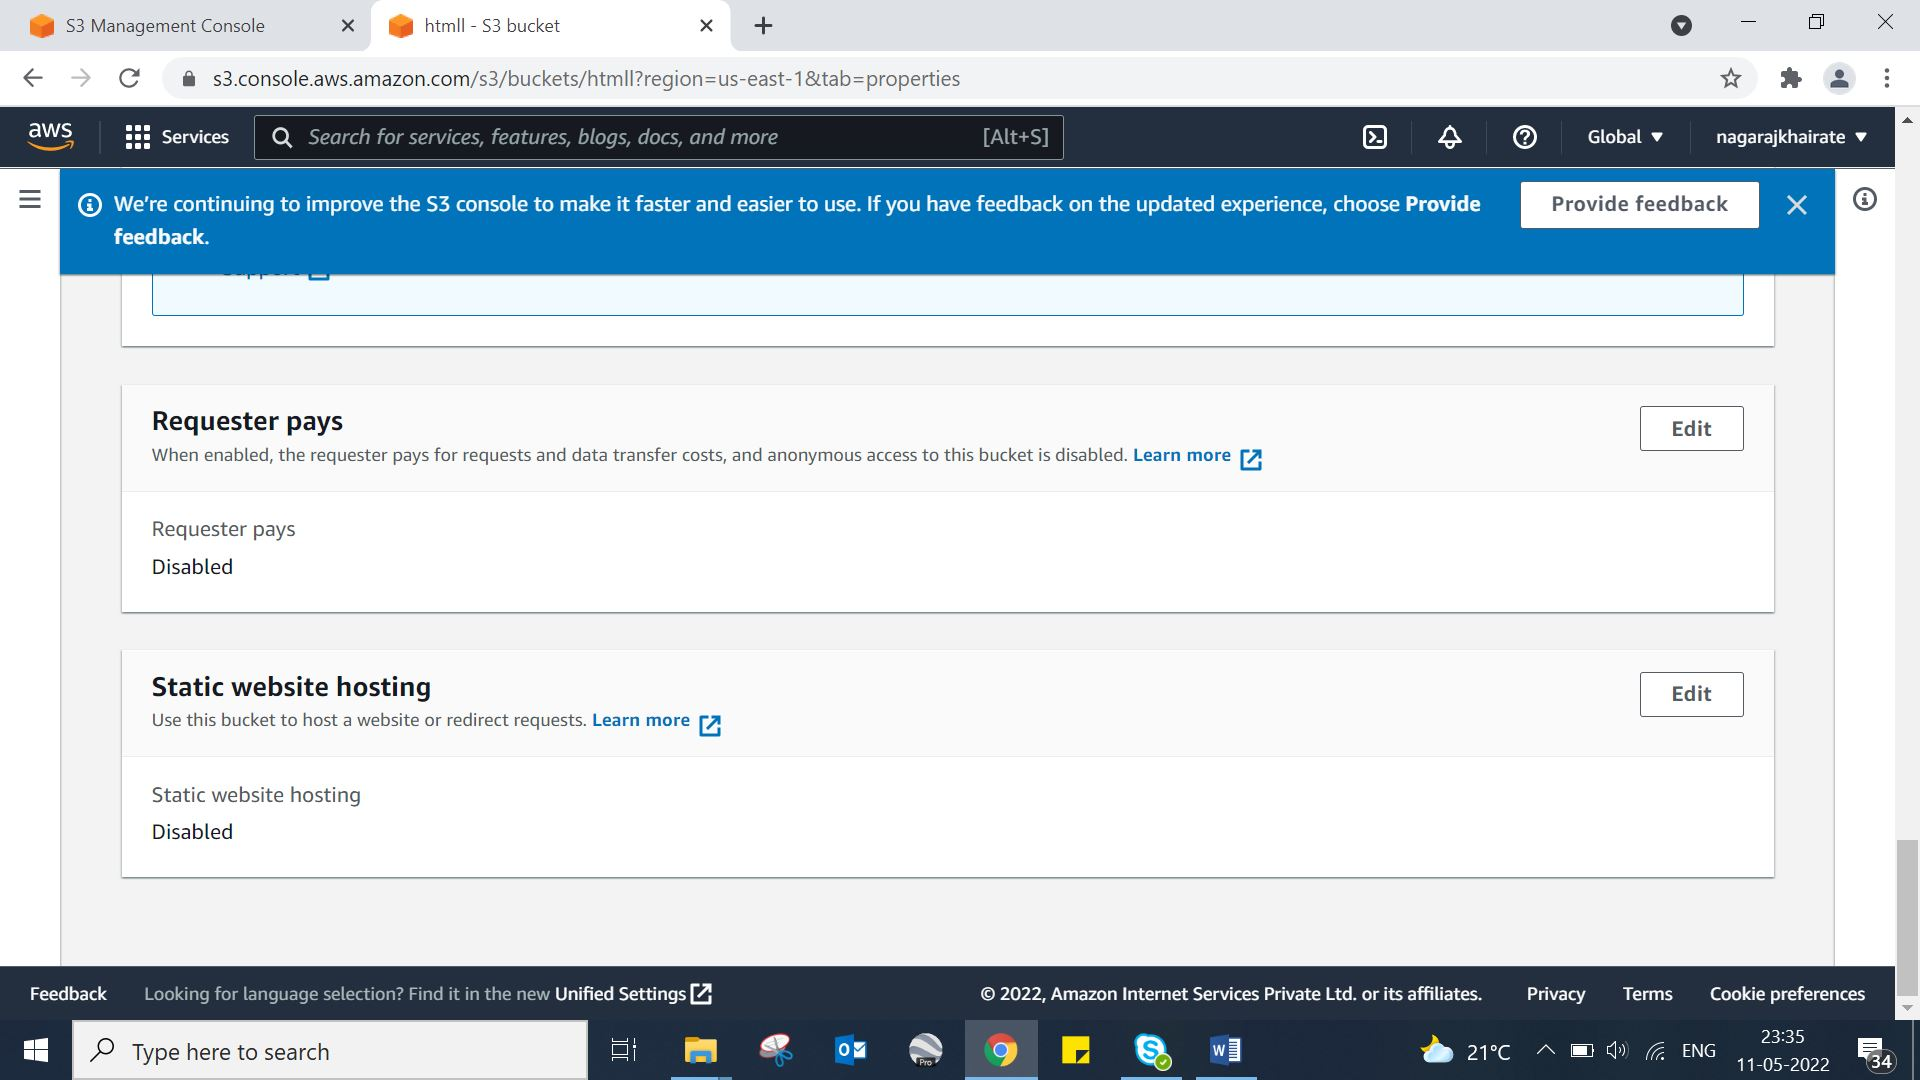 S3 Management Console
htmll - S3 bucket
s3.console.aws.amazon.com/s3/buckets/htmll?region=us-east-1&tab=properties
aws
Services
Search for services, features, blogs, docs, and more
[Alt+S]
Global
nagarajkhairate
We're continuing to improve the S3 console to make it faster and easier to use. If you have feedback on the updated experience, choose Provide
feedback.
Provide feedback
Requester pays
When enabled, the requester pays for requests and data transfer costs, and anonymous access to this bucket is disabled. Learn more
Edit
Requester pays
Disabled
Static website hosting
Use this bucket to host a website or redirect requests. Learn more
Edit
Static website hosting
Disabled
Feedback
Looking for language selection? Find it in the new Unified Settings
© 2022, Amazon Internet Services Private Ltd. or its affiliates.
Privacy
Terms
Cookie preferences
Type here to search
Pro
21°C
ENG
23:35
11-05-2022
34